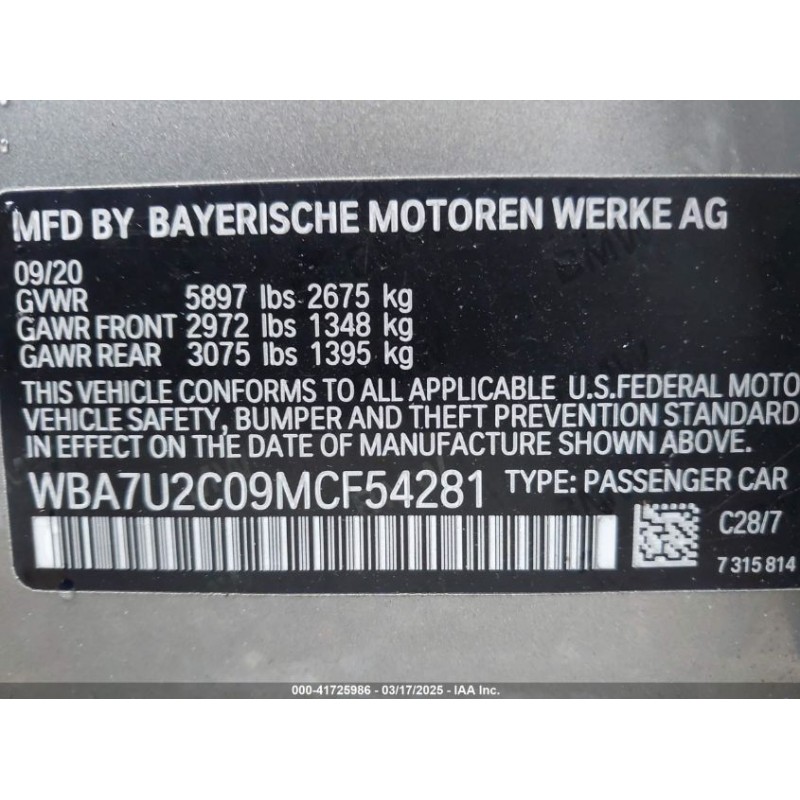 MFD BY BAYERISCHE MOTOREN WERKE AG
09/20
GVWR 5897 lbs 2675 kg
GAWR FRONT 2972 lbs 1348 kg
GAWR REAR 3075 lbs 1395 kg
THIS VEHICLE CONFORMS TO ALL APPLICABLE U.S.FEDERAL MOTO
VEHICLE SAFETY, BUMPER AND THEFT PREVENTION STANDARD
IN EFFECT ON THE DATE OF MANUFACTURE SHOWN ABOVE.
WBA7U2C09MCF54281 TYPE: PASSENGER CAR
C28/7
7 315 814
000-41725986 - 03/17/2025 - IAA Inc.